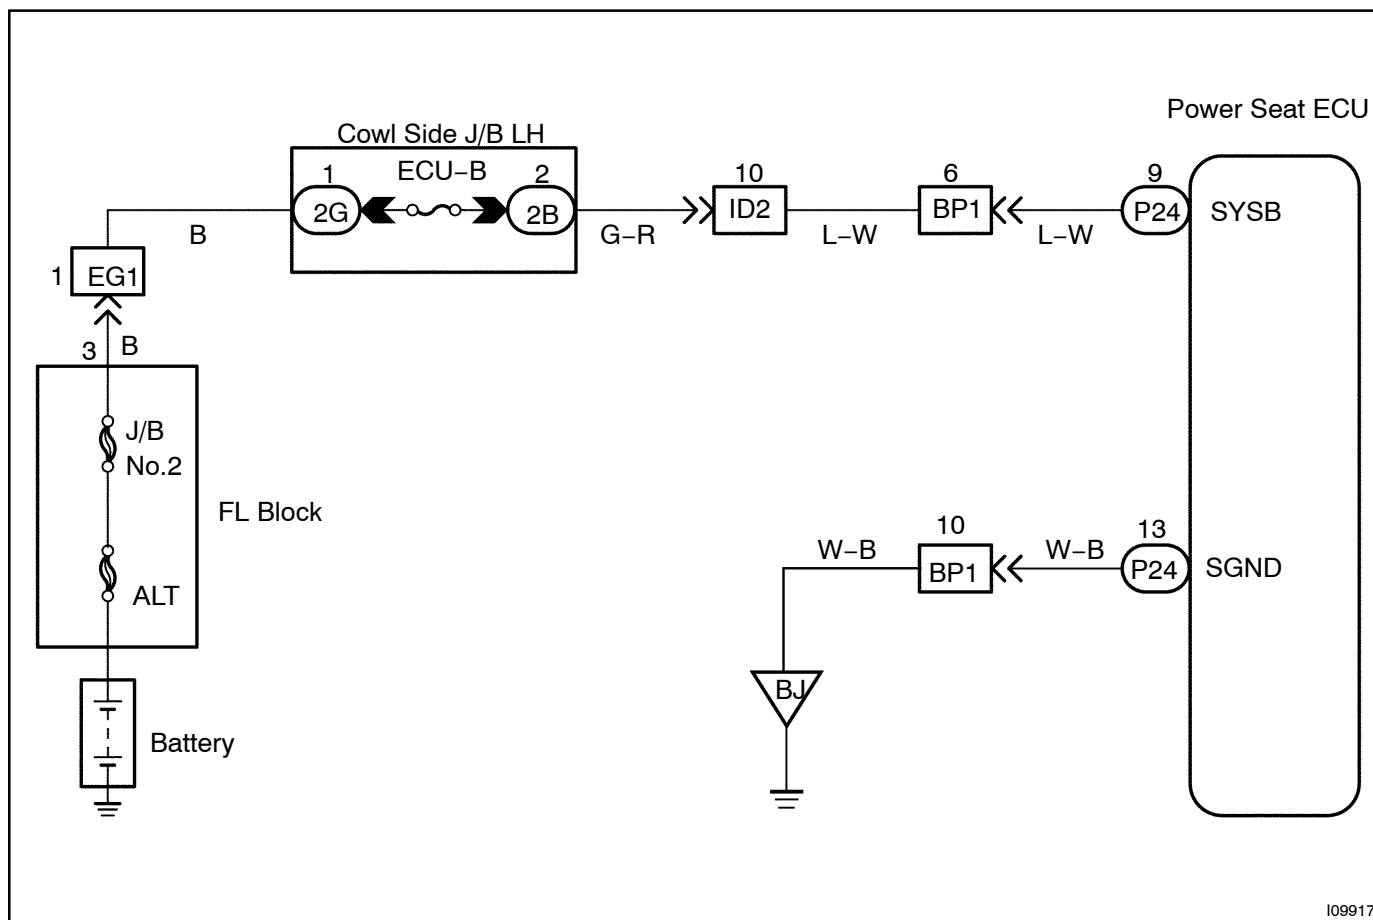 Power Seat ECU
Cowl Side J/B LH
1
ECU-B
2
10
6
9
2G
2B
ID2
BP1
P24
SYSB
B
G-R
L-W
L-W
1
EG1
3
B
J/B
No.2
FL Block
ALT
10
13
W-B
BP1
W-B
P24
SGND
BJ
Battery
I09917